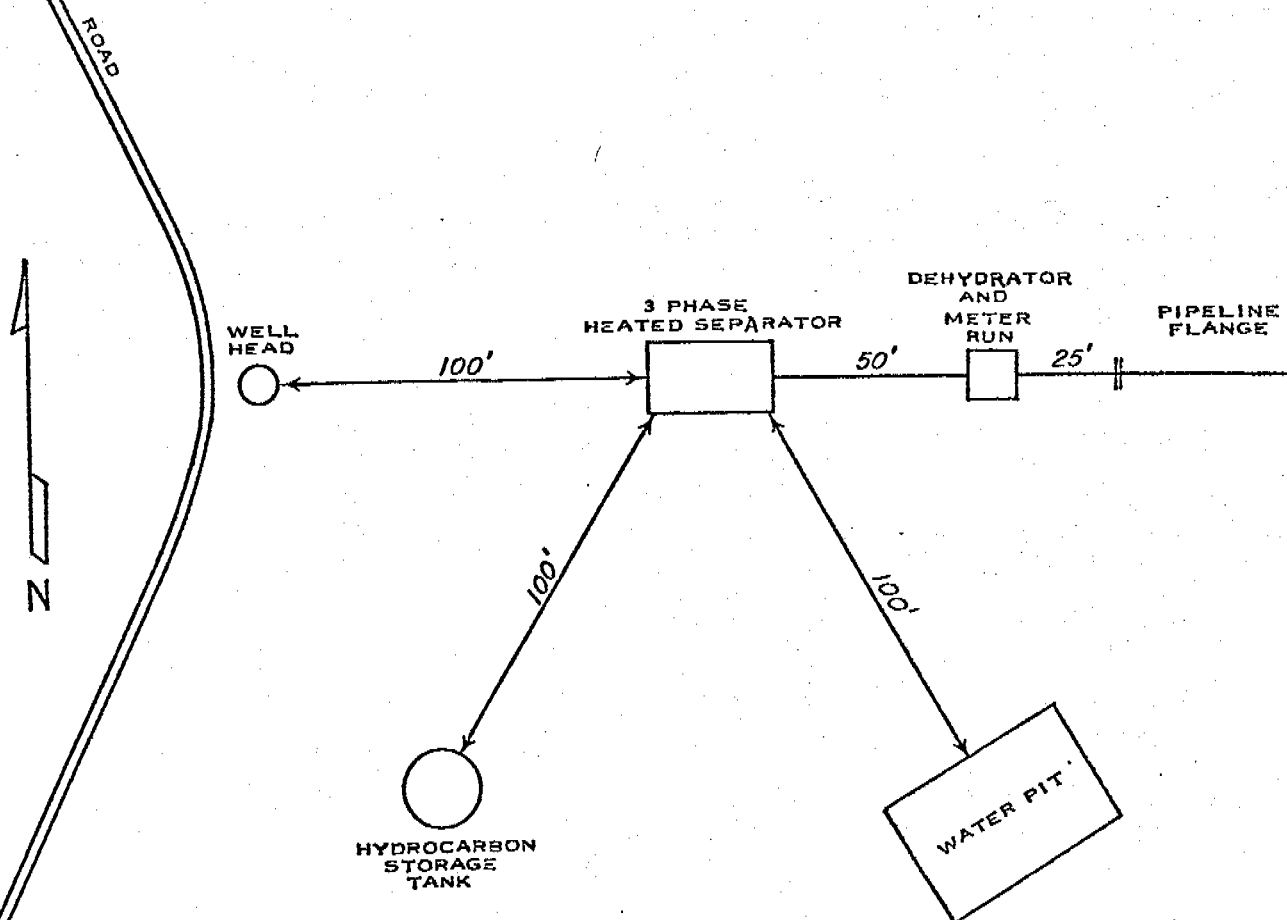 ROAD
DEHYDRATOR
AND
METER
RUN
3 PHASE
HEATED SEPARATOR
PIPELINE
FLANGE
WELL
HEAD
100'
50'
25'
N
100'
100'
WATER PIT
HYDROCARBON
STORAGE
TANK